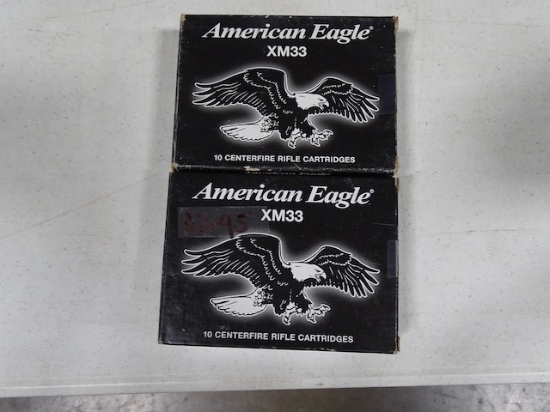 American Eagle®
XM33
10 CENTERFIRE RIFLE CARTRIDGES
American Eagle®
XM33
10 CENTERFIRE RIFLE CARTRIDGES